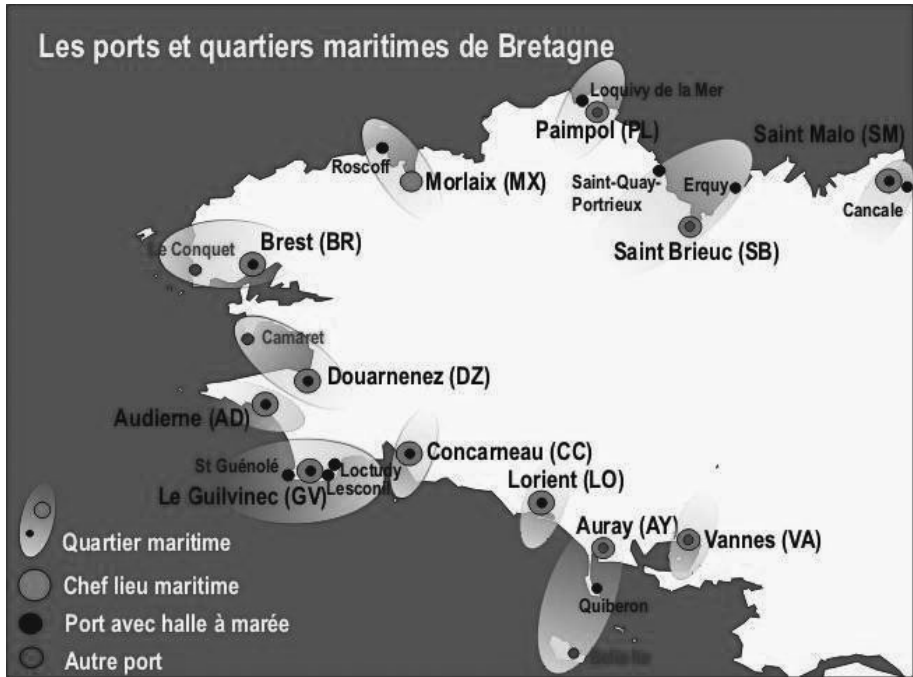 Les ports et quartiers maritimes de Bretagne
Loquivy de la Mer
Paimpol (PL)
Saint Malo (SM)
Roscoff
Morlaix (MX)
Saint-Quay-
Portrieux
Erquy
Cancale
Saint Brieuc (SB)
Brest (BR)
Le Conquet
Camaret
Douarnenez (DZ)
Audierne (AD)
Concarneau (CC)
St Guénolé
Loctudy
Lesconil
Le Guilvinec (GV)
Lorient (LO)
Auray (AY)
Vannes (VA)
Quiberon
Belle Ile
Quartier maritime
Chef lieu maritime
Port avec halle à marée
Autre port